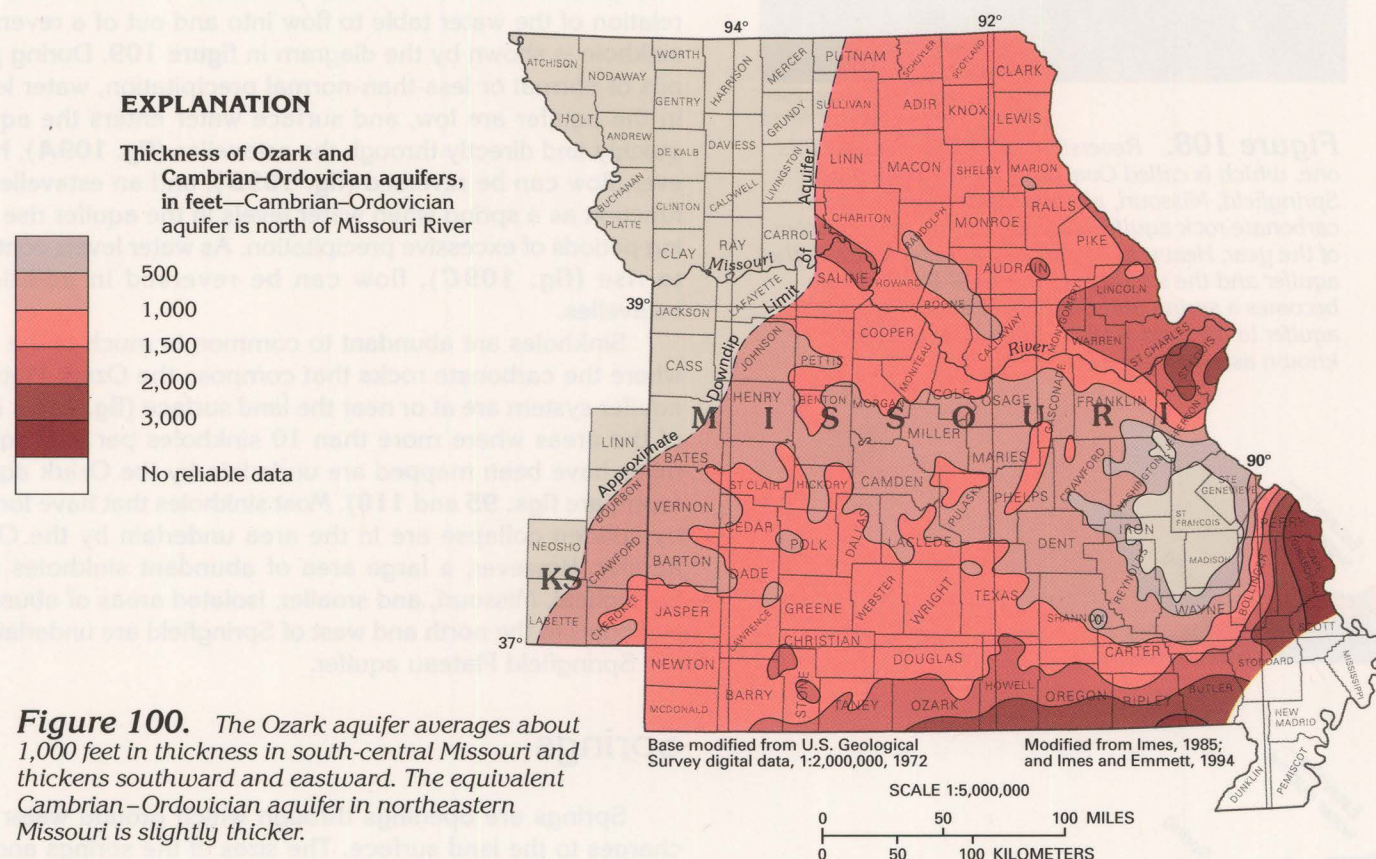 EXPLANATION
Thickness of Ozark and
Cambrian–Ordovician aquifers,
in feet—Cambrian–Ordovician
aquifer is north of Missouri River
500
1,000
1,500
2,000
3,000
No reliable data
94°
92°
39°
37°
90°
ATCHISON
NODAWAY
WORTH
HARRISON
MERCER
PUTNAM
SCHUYLER
SCOTLAND
CLARK
GENTRY
HOLT
ANDREW
DE KALB
DAVIESS
GRUNDY
SULLIVAN
ADIR
KNOX
LEWIS
BUCHANAN
CLINTON
CALDWELL
LIVINGSTON
LINN
MACON
SHELBY
MARION
PLATTE
CLAY
RAY
CARROL
CHARITON
RANDOLPH
MONROE
RALLS
PIKE
Missouri
LAFAYETTE
SALINE
HOWARD
BOONE
AUDRAIN
LINCOLN
JACKSON
CASS
JOHNSON
PETTIS
COOPER
MONITEAU
CALLAWAY
River
MONTGOMERY
WARREN
ST CHARLES
ST LOUIS
HENRY
BENTON
MORGAN
COLE
OSAGE
GASCONADE
FRANKLIN
JEFFERSON
MISSOURI
Approximate
Downdip
Limit
of
Aquifer
LINN
BATES
MILLER
MARIES
BOURBON
VERNON
ST CLAIR
HICKORY
CAMDEN
PULASKI
PHELPS
CRAWFORD
WASHINGTON
STE
GENEVIEVE
CEDAR
POLK
DALLAS
LACLEDE
DENT
IRON
ST
FRANCOIS
PERRY
NEOSHO
CRAWFORD
KS
BARTON
DADE
WEBSTER
WRIGHT
TEXAS
REYNOLDS
MADISON
BOLLINGER
LABETTE
CHEROKEE
JASPER
LAWRENCE
GREENE
SHANNON
WAYNE
SCOTT
NEWTON
CHRISTIAN
DOUGLAS
CARTER
STODDARD
MISSISSIPPI
MCDONALD
BARRY
STONE
TANEY
OZARK
HOWELL
OREGON
RIPLEY
BUTLER
NEW
MADRID
DUNKLIN
PEMISCOT
Base modified from U.S. Geological
Survey digital data, 1:2,000,000, 1972
Modified from Imes, 1985;
and Imes and Emmett, 1994
SCALE 1:5,000,000
0 50 100 MILES
0 50 100 KILOMETERS
Figure 100. The Ozark aquifer averages about
1,000 feet in thickness in south-central Missouri and
thickens southward and eastward. The equivalent
Cambrian–Ordovician aquifer in northeastern
Missouri is slightly thicker.